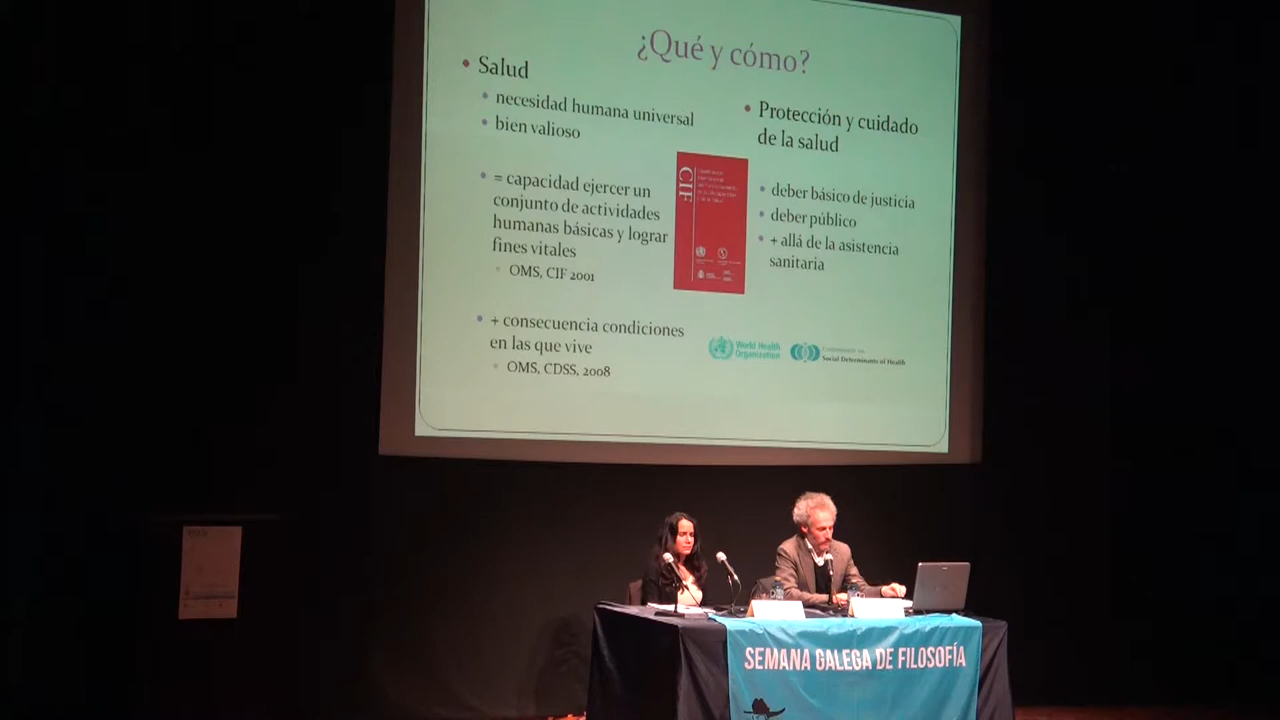 ¿Qué y cómo?
• Salud
• necesidad humana universal
• bien valioso
• = capacidad ejercer un
conjunto de actividades
humanas básicas y lograr
fines vitales
OMS, CIF 2001
• + consecuencia condiciones
en las que vive
OMS, CDSS, 2008
CIF
• Protección y cuidado
de la salud
• deber básico de justicia
• deber público
• + allá de la asistencia
sanitaria
World Health
Organization
Commission on
Social Determinants of Health
SEMANA GALEGA DE FILOSOFÍA